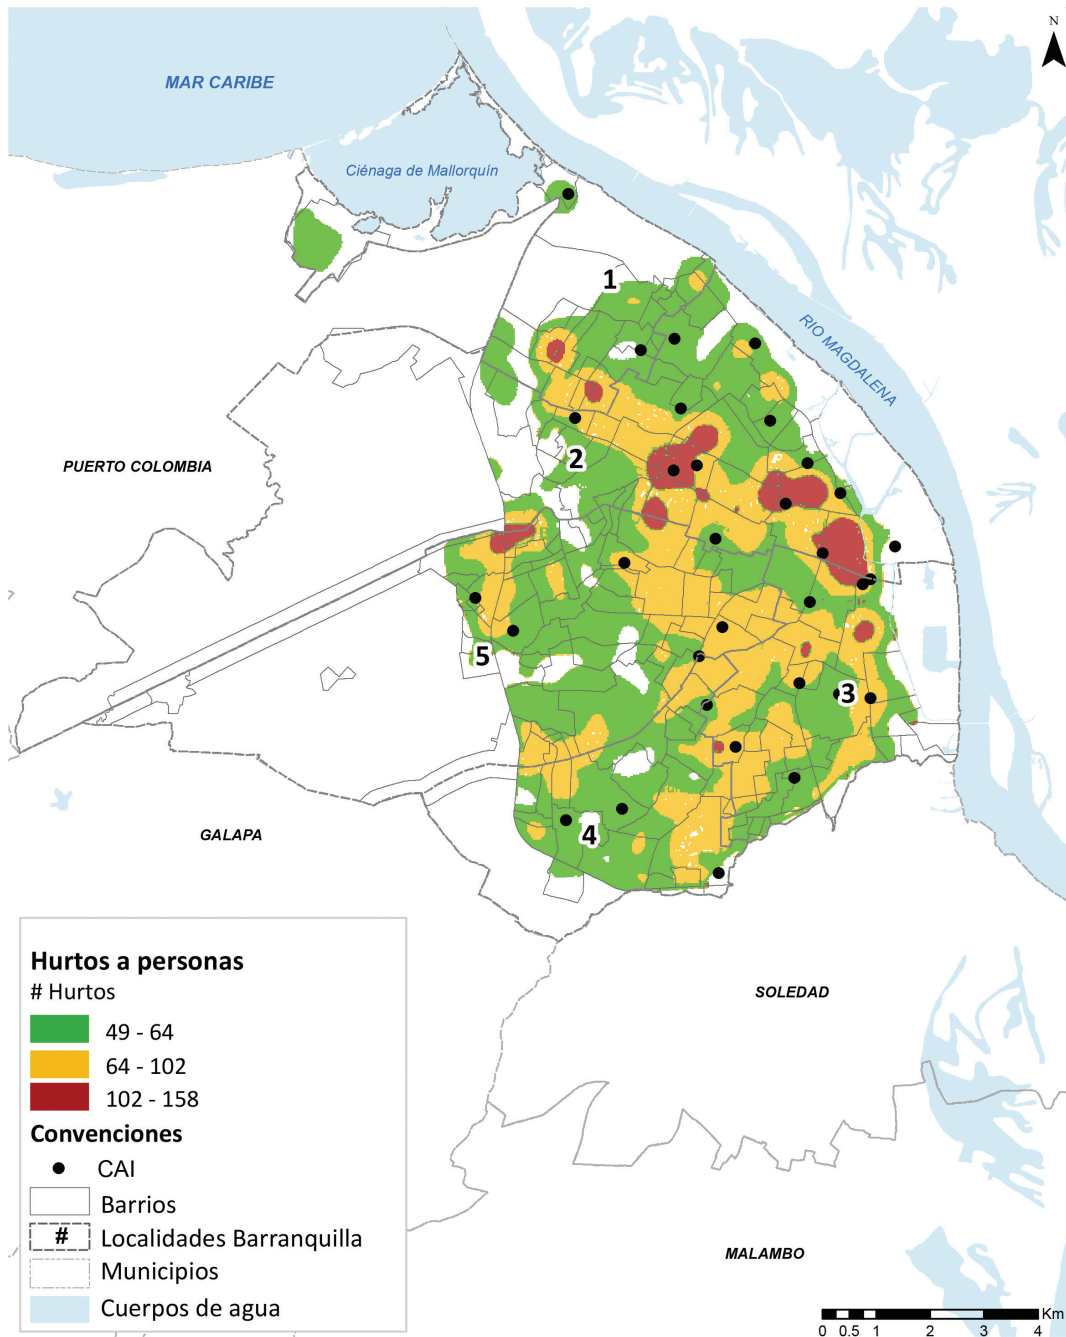 N
MAR CARIBE
Ciénaga de Mallorquín
1
RIO MAGDALENA
2
PUERTO COLOMBIA
5
3
GALAPA
4
Hurtos a personas
# Hurtos
49 - 64
64 - 102
102 - 158
Convenciones
CAI
Barrios
# Localidades Barranquilla
Municipios
Cuerpos de agua
SOLEDAD
MALAMBO
Km
0 0.5 1 2 3 4